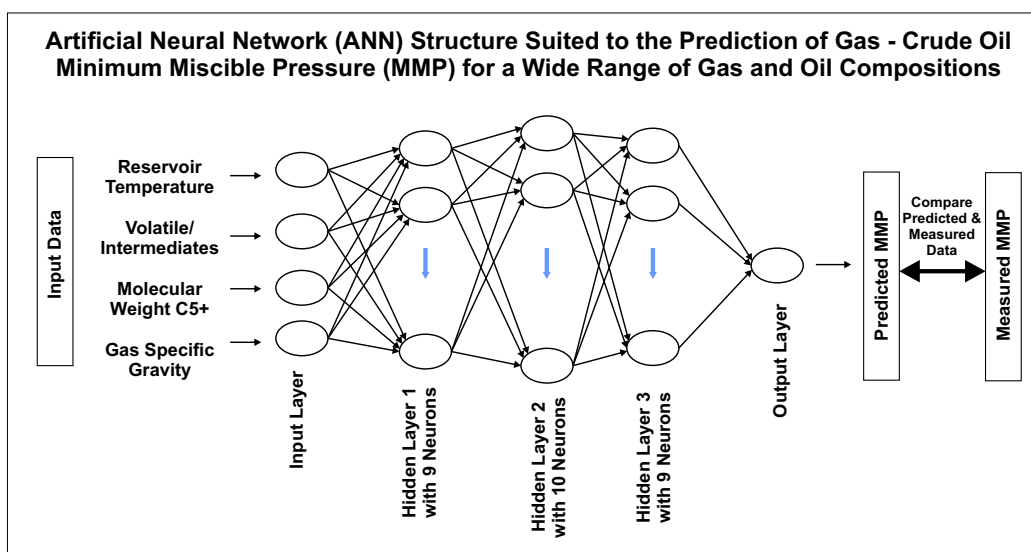 Artificial Neural Network (ANN) Structure Suited to the Prediction of Gas - Crude Oil
Minimum Miscible Pressure (MMP) for a Wide Range of Gas and Oil Compositions
Input Data
Reservoir
Temperature
Volatile/
Intermediates
Molecular
Weight C5+
Gas Specific
Gravity
Input Layer
Hidden Layer 1
with 9 Neurons
Hidden Layer 2
with 10 Neurons
Hidden Layer 3
with 9 Neurons
Output Layer
Predicted MMP
Compare
Predicted &
Measured
Data
Measured MMP